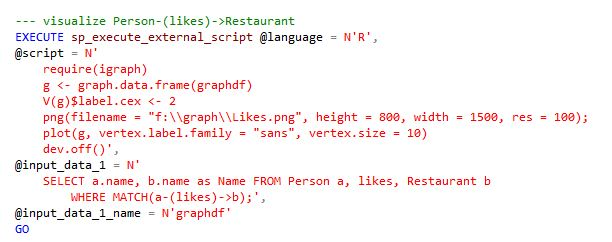 --- visualize Person-(likes)->Restaurant
EXECUTE sp_execute_external_script @language = N'R',
@script = N'
require(igraph)
g <- graph.data.frame(graphdf)
V(g)$label.cex <- 2
png(filename = "f:\\graph\\Likes.png", height = 800, width = 1500, res = 100);
plot(g, vertex.label.family = "sans", vertex.size = 10)
dev.off()',
@input_data_1 = N'
SELECT a.name, b.name as Name FROM Person a, likes, Restaurant b
WHERE MATCH(a-(likes)->b);',
@input_data_1_name = N'graphdf'
GO